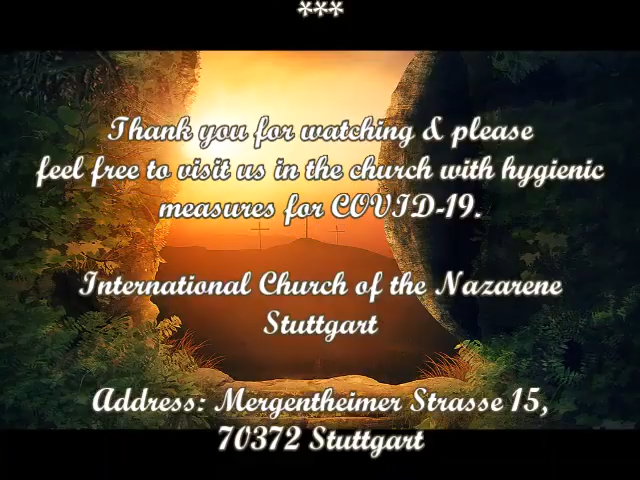 ***
Thank you for watching & please
feel free to visit us in the church with hygienic
measures for COVID-19.
International Church of the Nazarene
Stuttgart
Address: Mergentheimer Strasse 15,
70372 Stuttgart